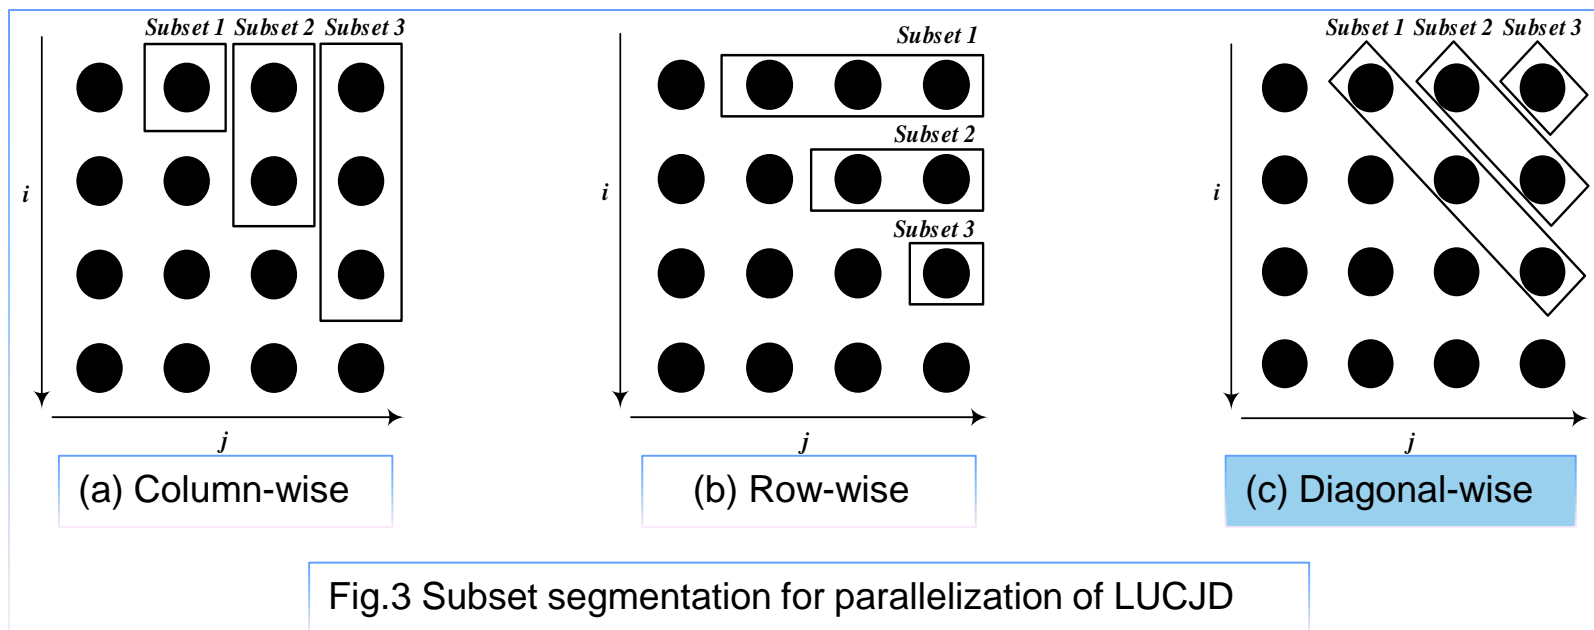 Subset 1 Subset 2 Subset 3
i
j
(a) Column-wise
Subset 1
Subset 2
Subset 3
i
j
(b) Row-wise
Subset 1 Subset 2 Subset 3
i
j
(c) Diagonal-wise
Fig.3 Subset segmentation for parallelization of LUCJD